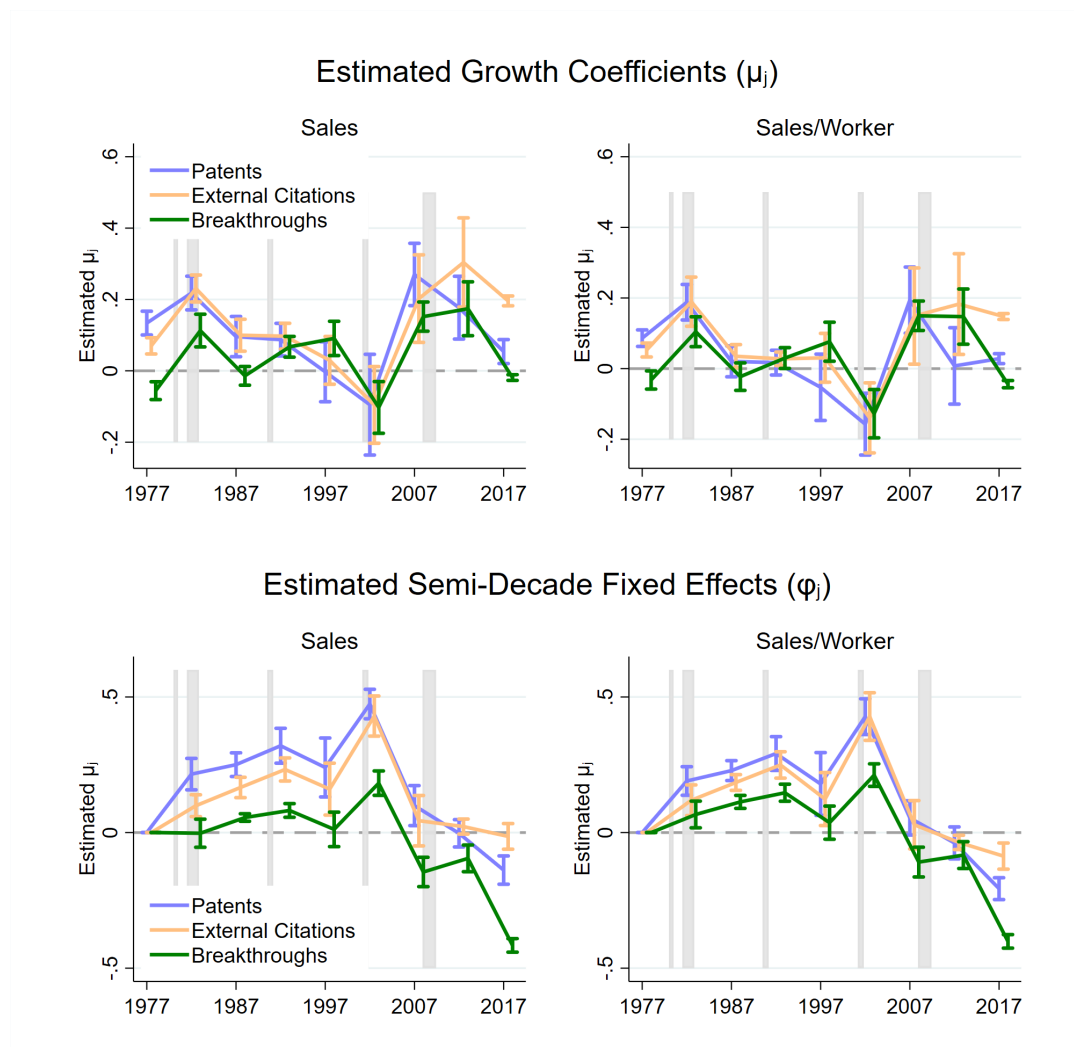 Estimated Growth Coefficients (μⱼ)
Sales
Sales/Worker
Estimated μⱼ
.6
.4
.2
0
-.2
Patents
External Citations
Breakthroughs
1977 1987 1997 2007 2017
Estimated μⱼ
.6
.4
.2
0
-.2
1977 1987 1997 2007 2017
Estimated Semi-Decade Fixed Effects (φⱼ)
Sales
Sales/Worker
Estimated μⱼ
.5
0
-.5
Patents
External Citations
Breakthroughs
1977 1987 1997 2007 2017
Estimated μⱼ
.5
0
-.5
1977 1987 1997 2007 2017